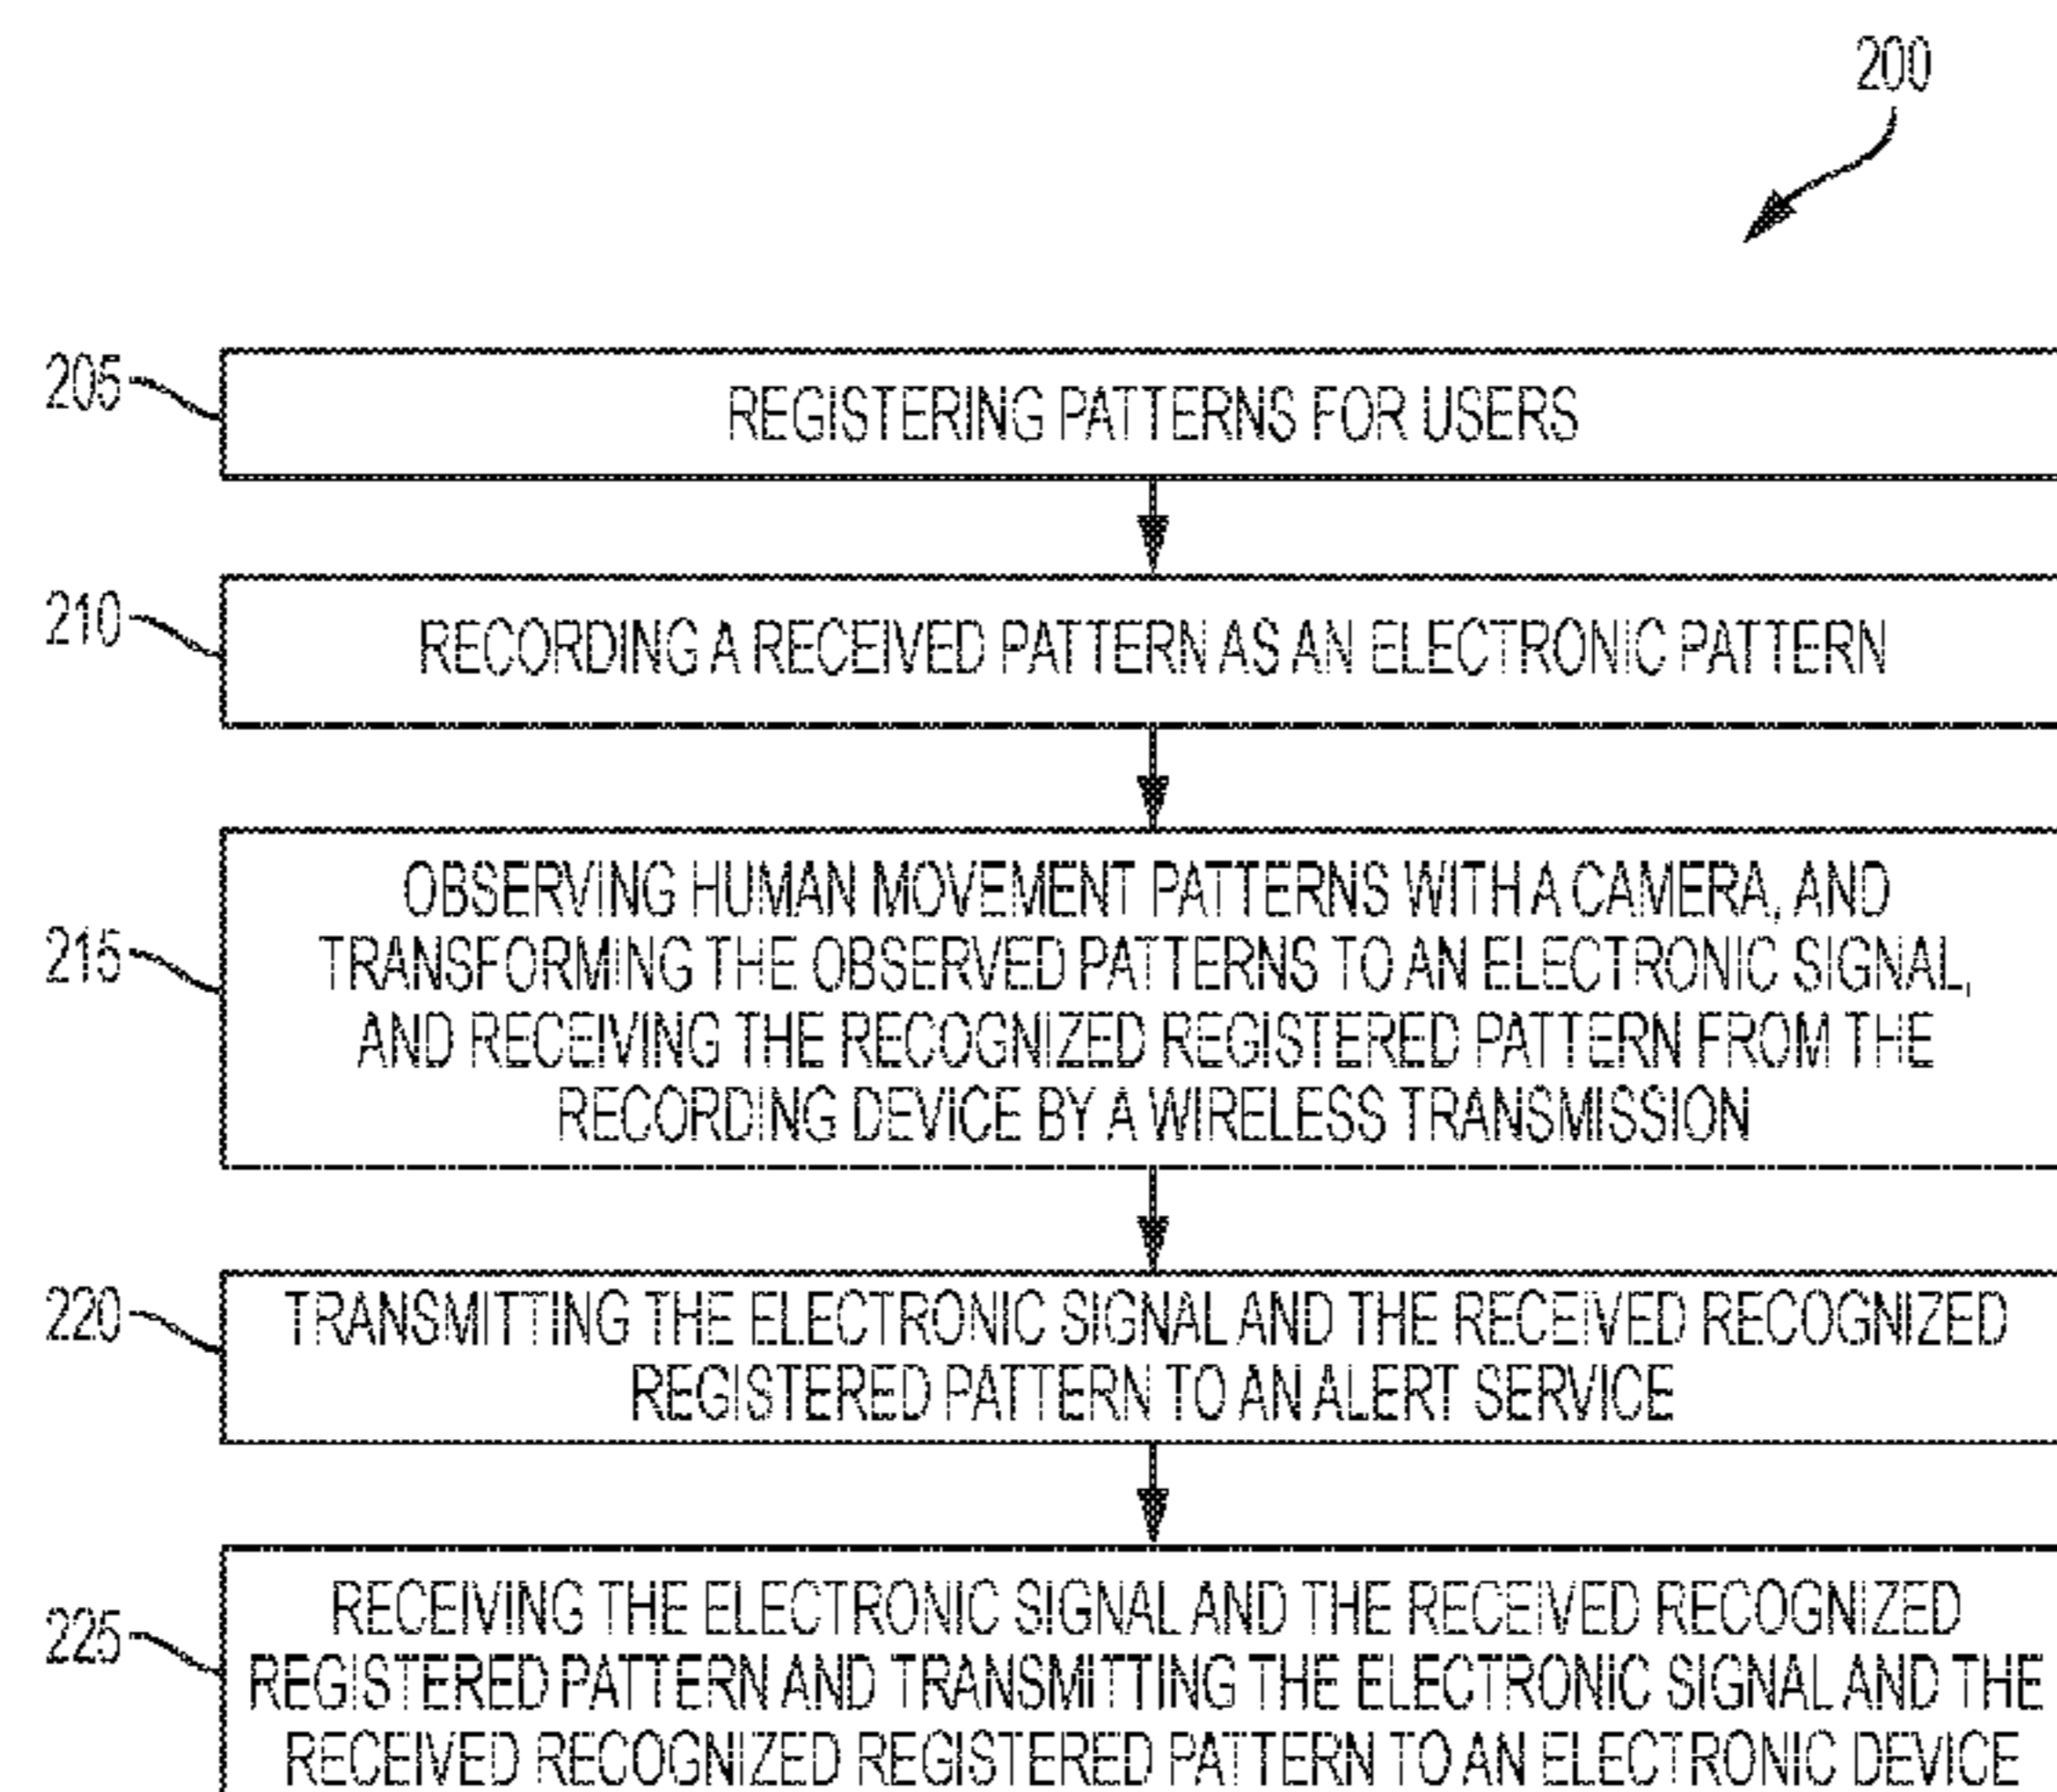 200
205
REGISTERING PATTERNS FOR USERS
210
RECORDING A RECEIVED PATTERN AS AN ELECTRONIC PATTERN
215
OBSERVING HUMAN MOVEMENT PATTERNS WITH A CAMERA, AND
TRANSFORMING THE OBSERVED PATTERNS TO AN ELECTRONIC SIGNAL,
AND RECEIVING THE RECOGNIZED REGISTERED PATTERN FROM THE
RECORDING DEVICE BY A WIRELESS TRANSMISSION
220
TRANSMITTING THE ELECTRONIC SIGNAL AND THE RECEIVED RECOGNIZED
REGISTERED PATTERN TO AN ALERT SERVICE
225
RECEIVING THE ELECTRONIC SIGNAL AND THE RECEIVED RECOGNIZED
REGISTERED PATTERN AND TRANSMITTING THE ELECTRONIC SIGNAL AND THE
RECEIVED RECOGNIZED REGISTERED PATTERN TO AN ELECTRONIC DEVICE